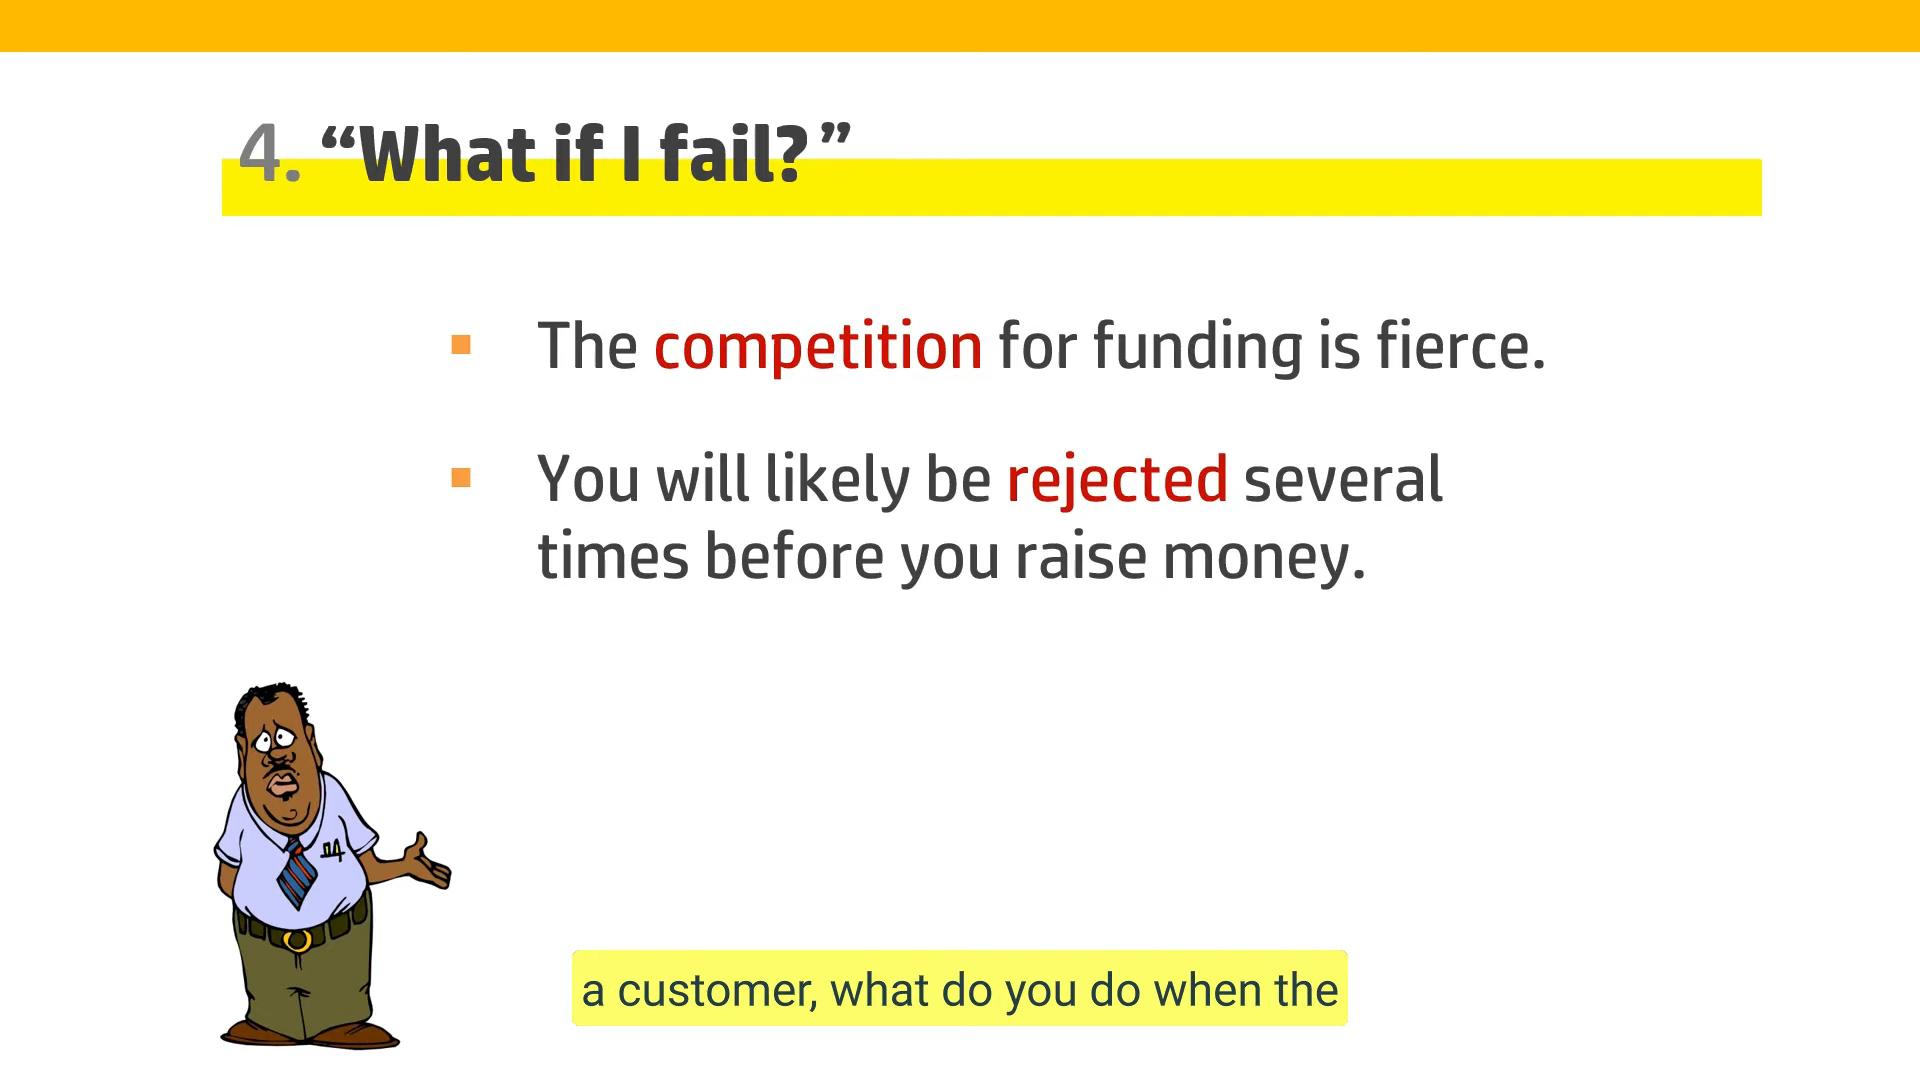 4. “What if I fail?”
The competition for funding is fierce.
You will likely be rejected several
times before you raise money.
a customer, what do you do when the